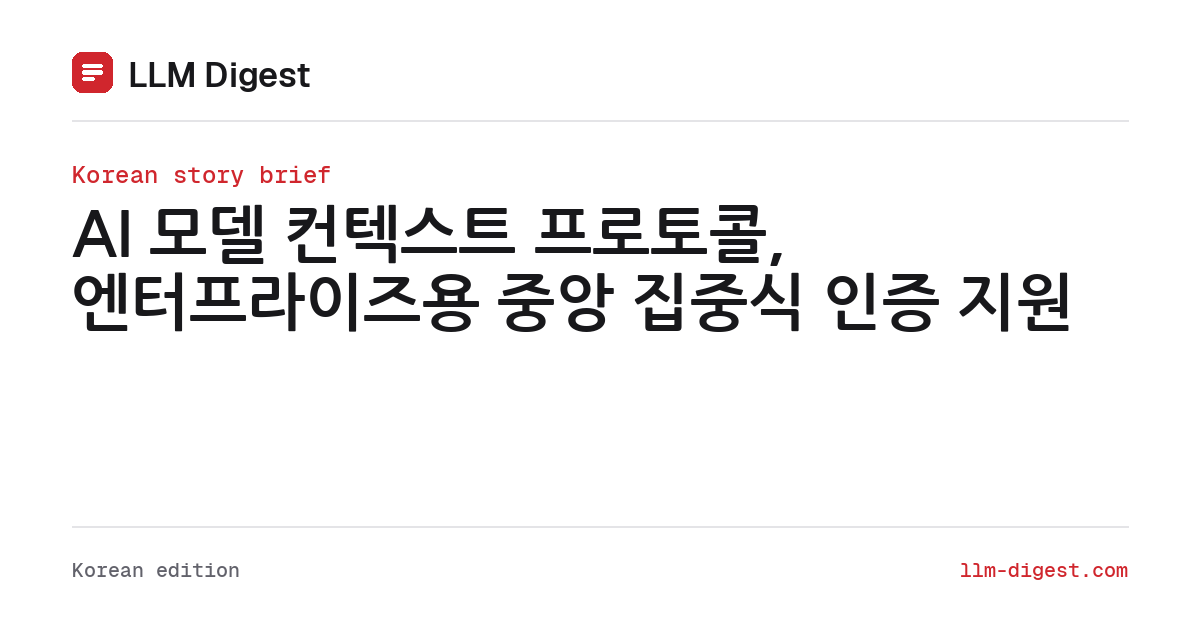 LLM Digest
Korean story brief
AI 모델 컨텍스트 프로토콜,
엔터프라이즈용 중앙 집중식 인증 지원
Korean edition
llm-digest.com